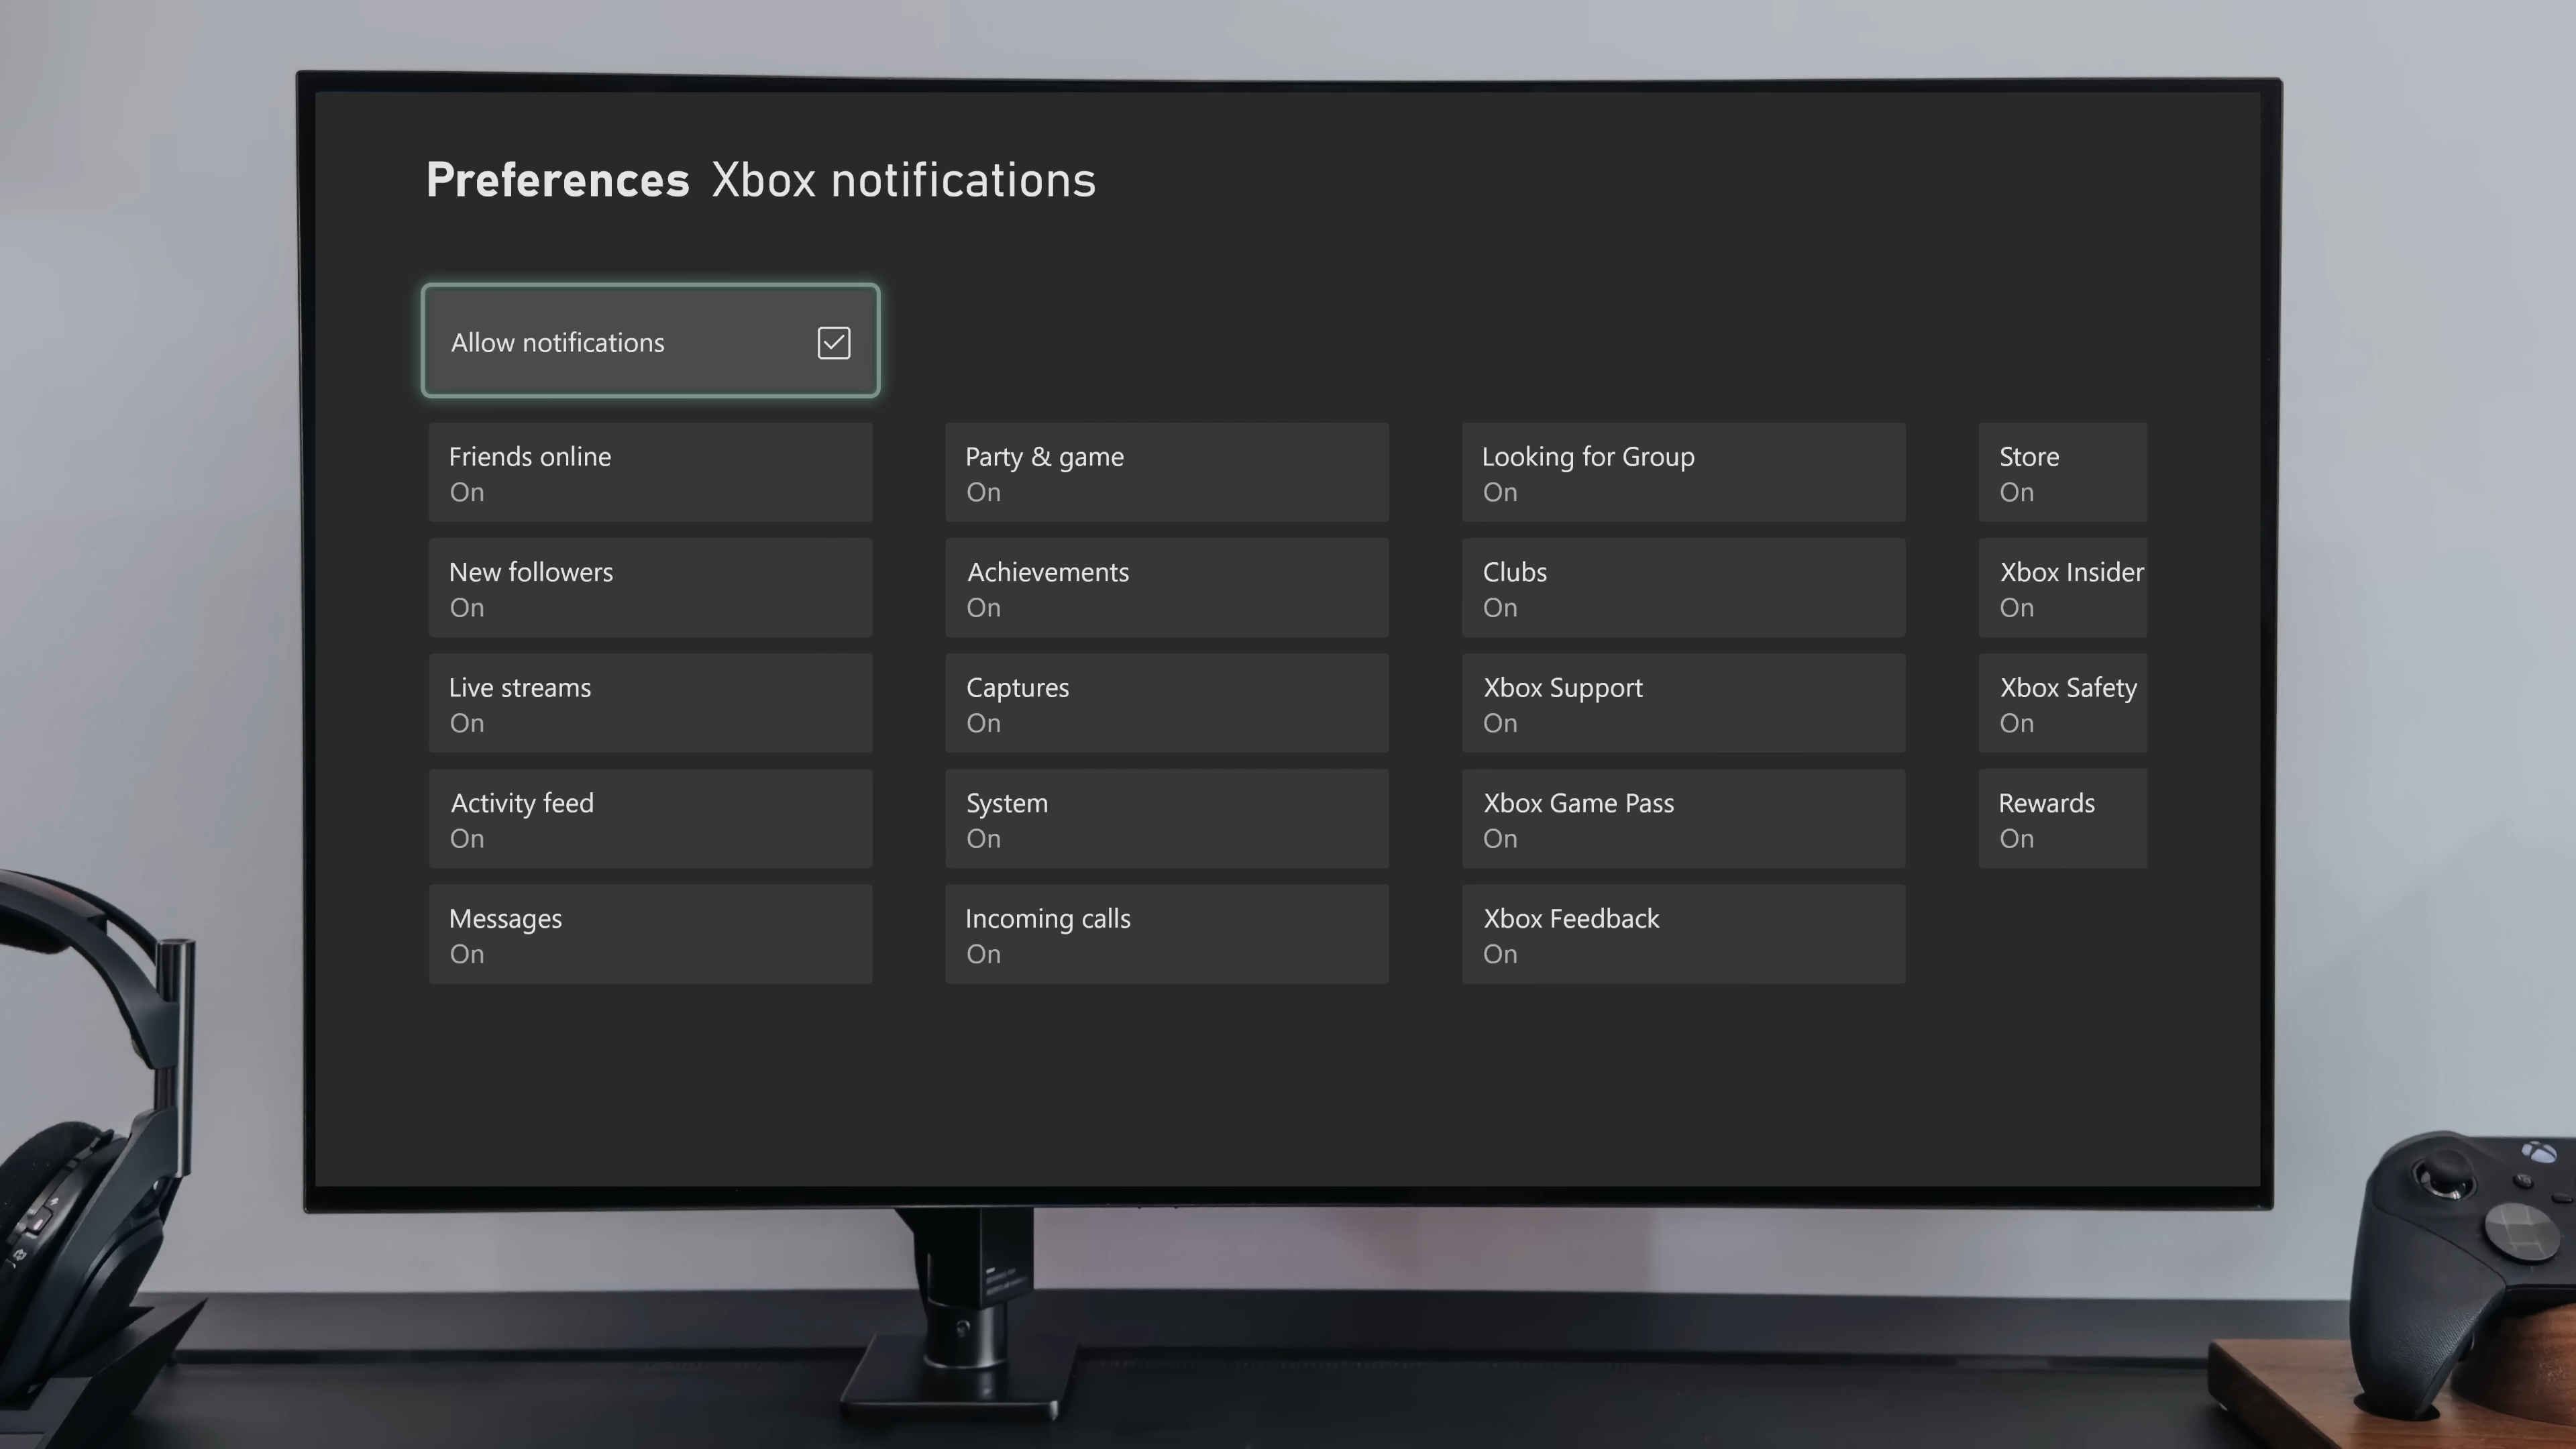 Preferences Xbox notifications
Allow notifications
Friends online
On
New followers
On
Live streams
On
Activity feed
On
Messages
On
Party & game
On
Achievements
On
Captures
On
System
On
Incoming calls
On
Looking for Group
On
Clubs
On
Xbox Support
On
Xbox Game Pass
On
Xbox Feedback
On
Store
On
Xbox Insider
On
Xbox Safety
On
Rewards
On